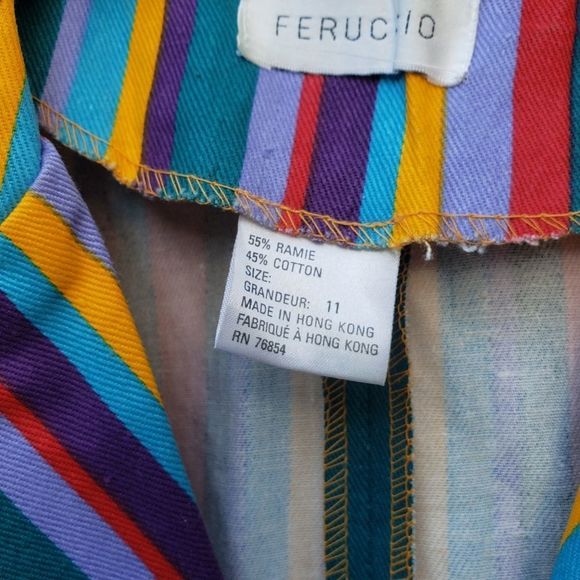 FERUCCIO
55% RAMIE
45% COTTON
SIZE:
GRANDEUR: 11
MADE IN HONG KONG
FABRIQUÉ À HONG KONG
RN 76854